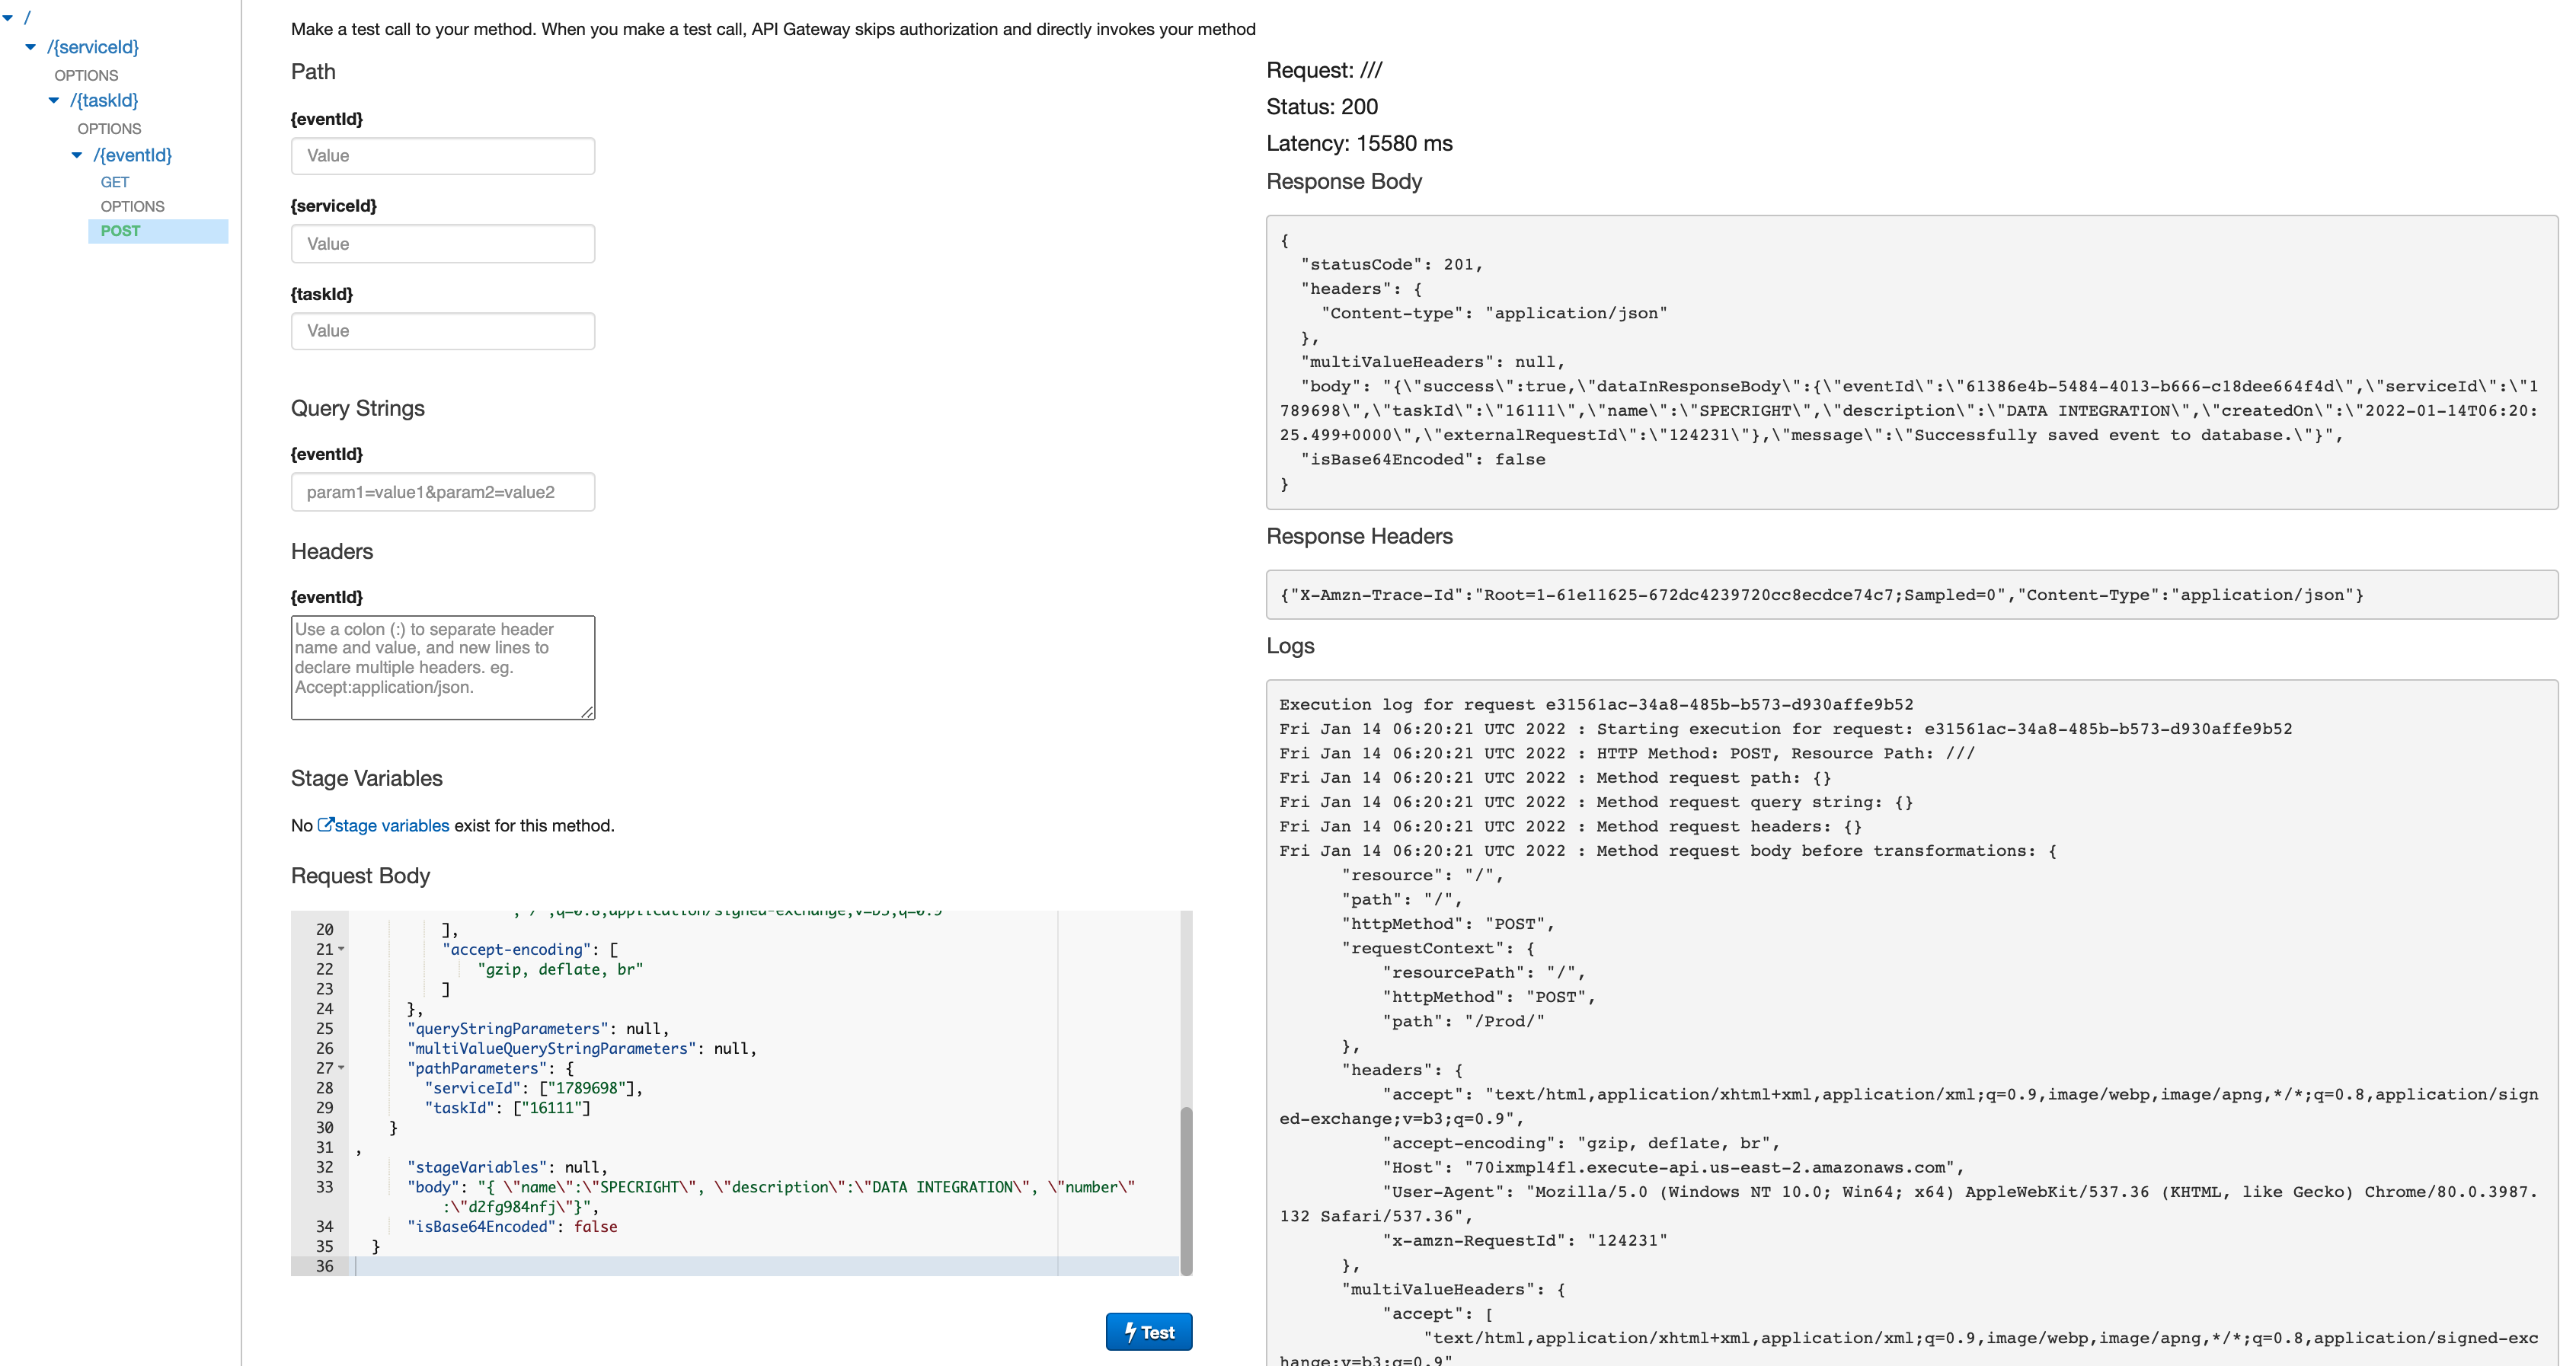 /
/{serviceId}
OPTIONS
/{taskId}
OPTIONS
/{eventId}
GET
OPTIONS
POST
Make a test call to your method. When you make a test call, API Gateway skips authorization and directly invokes your method
Path
{eventId}
Value
{serviceId}
Value
{taskId}
Value
Query Strings
{eventId}
param1=value1&param2=value2
Headers
{eventId}
Use a colon (:) to separate header
name and value, and new lines to
declare multiple headers. eg.
Accept:application/json.
Stage Variables
No stage variables exist for this method.
Request Body
,*/*;q=0.8,application/signed-exchange;v=b3;q=0.9"
20 ],
21 "accept-encoding": [
22 "gzip, deflate, br"
23 ]
24 },
25 "queryStringParameters": null,
26 "multiValueQueryStringParameters": null,
27 "pathParameters": {
28 "serviceId": ["1789698"],
29 "taskId": ["16111"]
30 }
31 ,
32 "stageVariables": null,
33 "body": "{ \"name\":\"SPECRIGHT\", \"description\":\"DATA INTEGRATION\", \"number\"
:\"d2fg984nfj\"}",
34 "isBase64Encoded": false
35 }
36
Test
Request: ///
Status: 200
Latency: 15580 ms
Response Body
{
"statusCode": 201,
"headers": {
"Content-type": "application/json"
},
"multiValueHeaders": null,
"body": "{\"success\":true,\"dataInResponseBody\":{\"eventId\":\"61386e4b-5484-4013-b666-c18dee664f4d\",\"serviceId\":\"1
789698\",\"taskId\":\"16111\",\"name\":\"SPECRIGHT\",\"description\":\"DATA INTEGRATION\",\"createdOn\":\"2022-01-14T06:20:
25.499+0000\",\"externalRequestId\":\"124231\"},\"message\":\"Successfully saved event to database.\"}",
"isBase64Encoded": false
}
Response Headers
{"X-Amzn-Trace-Id":"Root=1-61e11625-672dc4239720cc8ecdce74c7;Sampled=0","Content-Type":"application/json"}
Logs
Execution log for request e31561ac-34a8-485b-b573-d930affe9b52
Fri Jan 14 06:20:21 UTC 2022 : Starting execution for request: e31561ac-34a8-485b-b573-d930affe9b52
Fri Jan 14 06:20:21 UTC 2022 : HTTP Method: POST, Resource Path: ///
Fri Jan 14 06:20:21 UTC 2022 : Method request path: {}
Fri Jan 14 06:20:21 UTC 2022 : Method request query string: {}
Fri Jan 14 06:20:21 UTC 2022 : Method request headers: {}
Fri Jan 14 06:20:21 UTC 2022 : Method request body before transformations: {
"resource": "/",
"path": "/",
"httpMethod": "POST",
"requestContext": {
"resourcePath": "/",
"httpMethod": "POST",
"path": "/Prod/"
},
"headers": {
"accept": "text/html,application/xhtml+xml,application/xml;q=0.9,image/webp,image/apng,*/*;q=0.8,application/sign
ed-exchange;v=b3;q=0.9",
"accept-encoding": "gzip, deflate, br",
"Host": "70ixmpl4fl.execute-api.us-east-2.amazonaws.com",
"User-Agent": "Mozilla/5.0 (Windows NT 10.0; Win64; x64) AppleWebKit/537.36 (KHTML, like Gecko) Chrome/80.0.3987.
132 Safari/537.36",
"x-amzn-RequestId": "124231"
},
"multiValueHeaders": {
"accept": [
"text/html,application/xhtml+xml,application/xml;q=0.9,image/webp,image/apng,*/*;q=0.8,application/signed-exc
hange;v=b3;q=0.9"